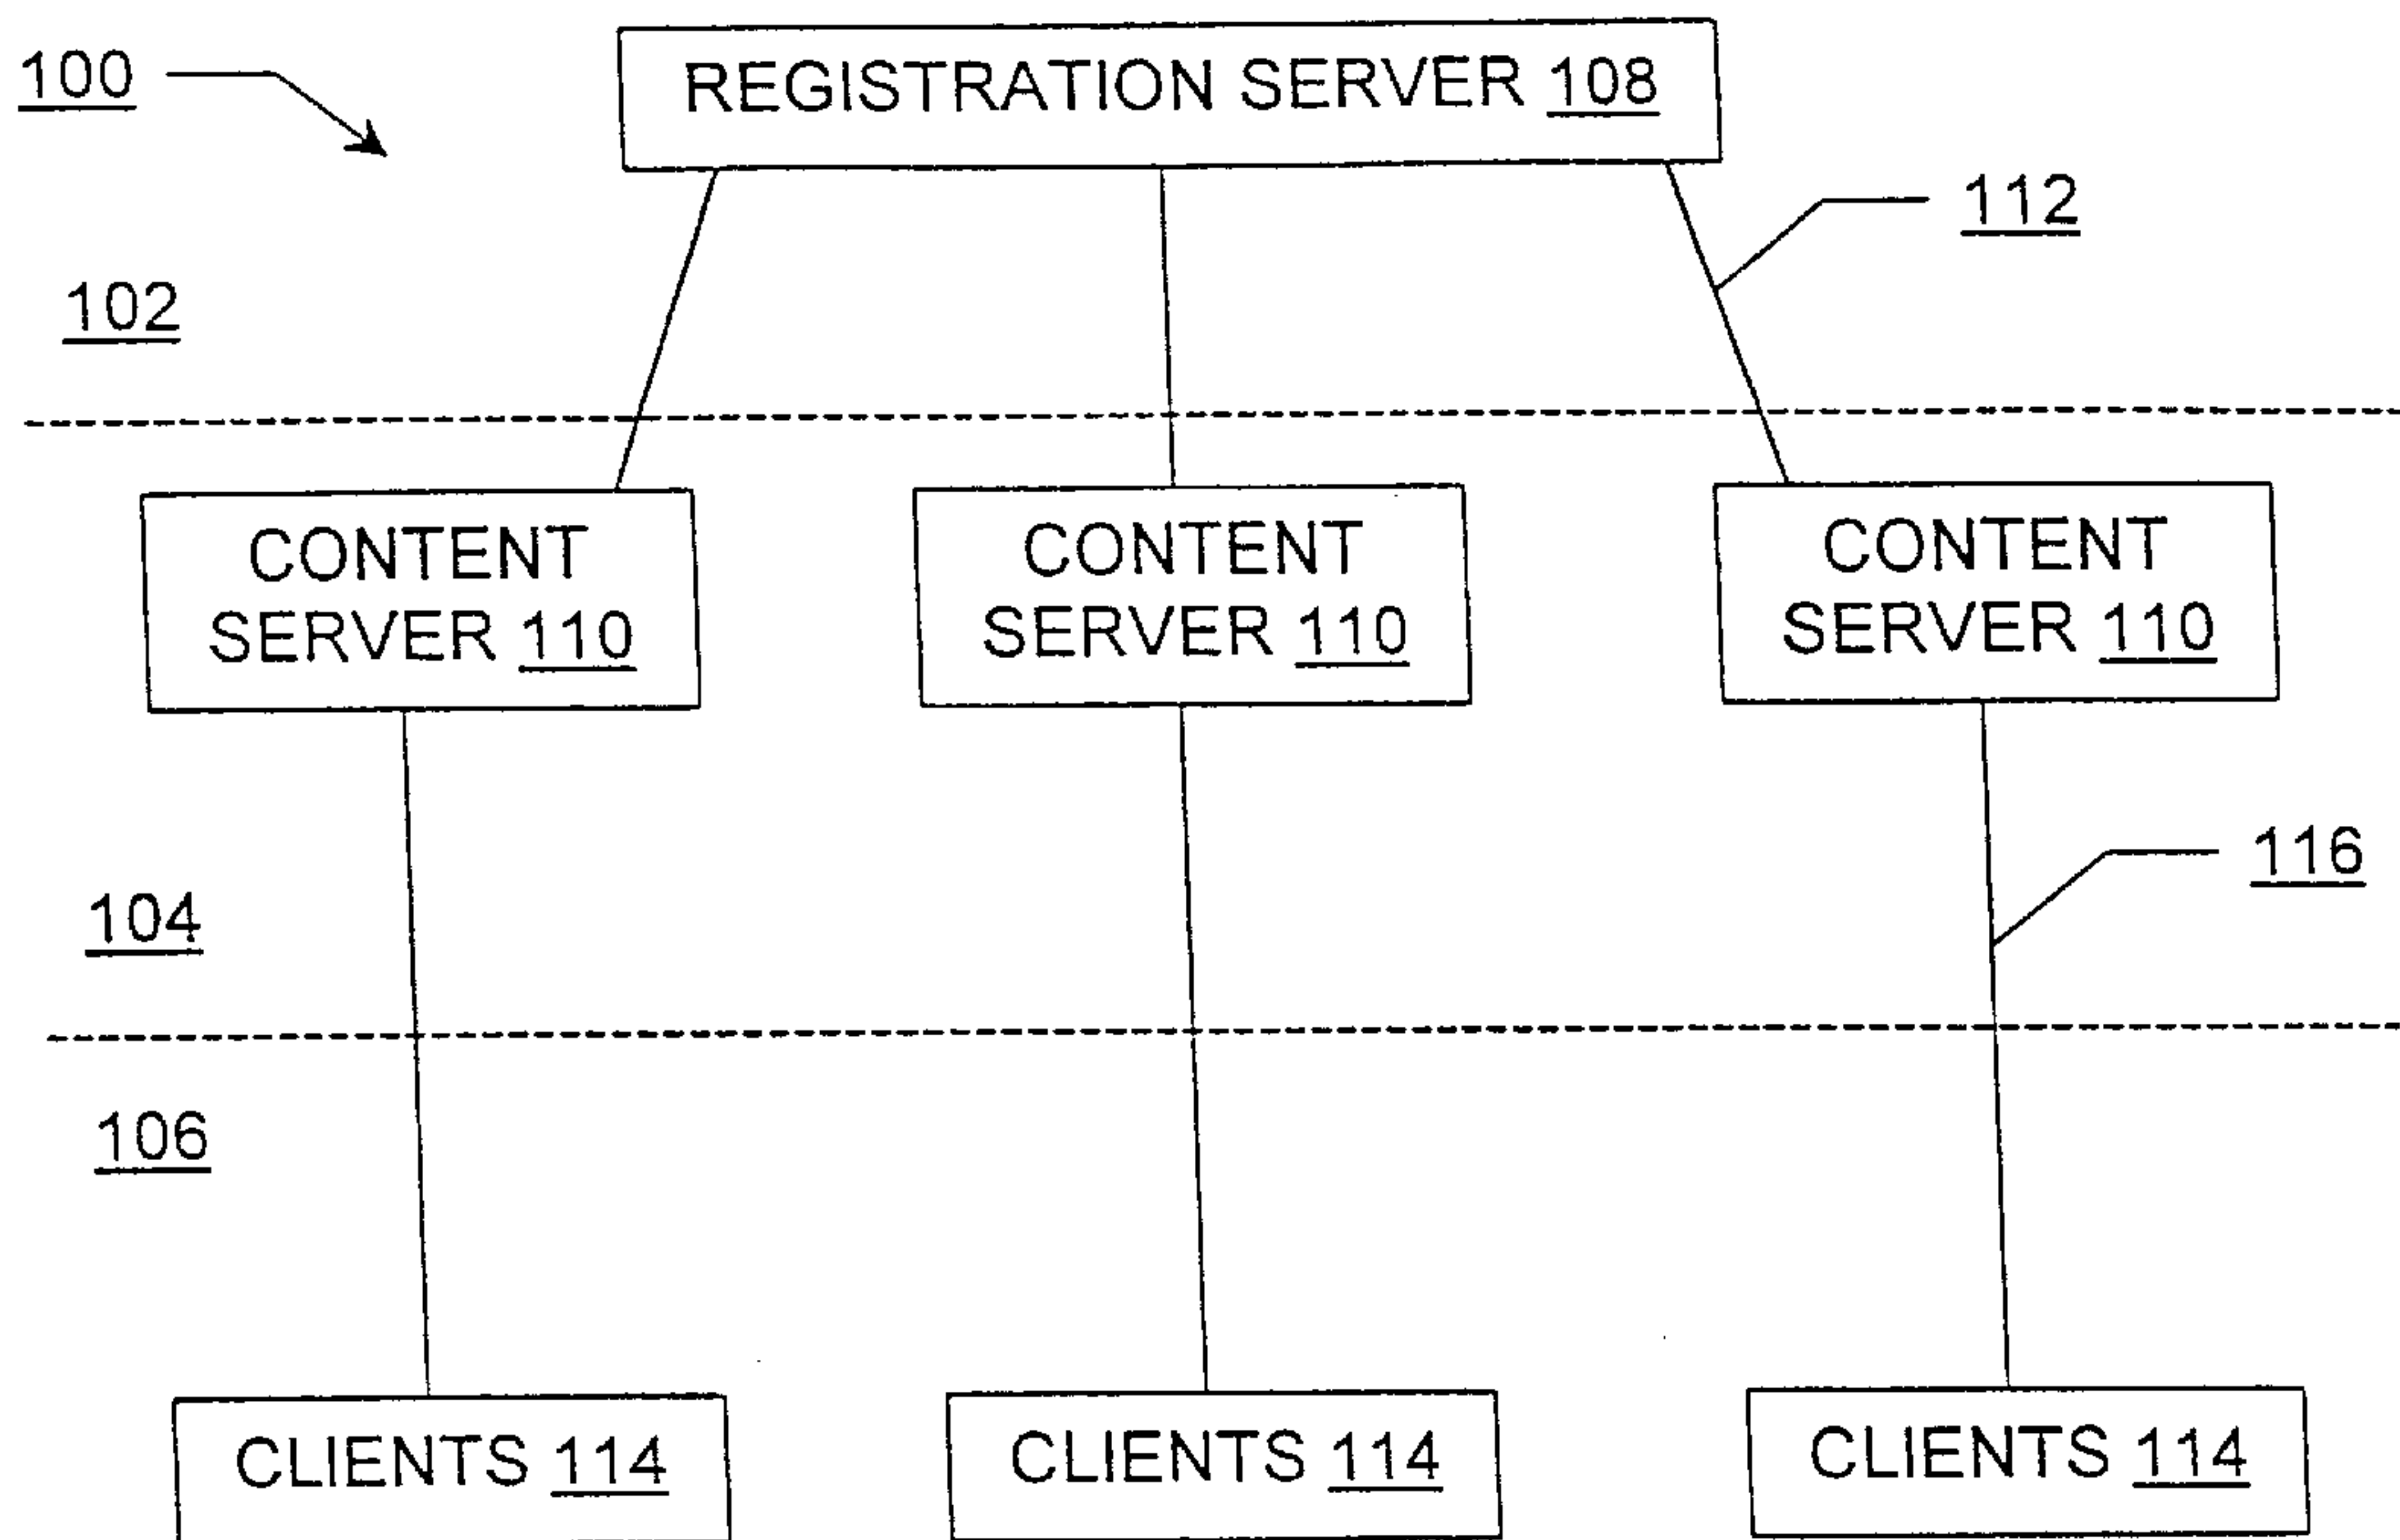 100
REGISTRATION SERVER 108
112
102
CONTENT
SERVER 110
CONTENT
SERVER 110
CONTENT
SERVER 110
116
104
106
CLIENTS 114
CLIENTS 114
CLIENTS 114